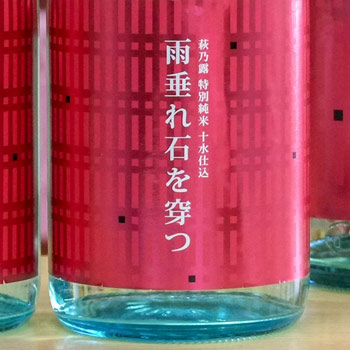 萩乃露 特別純米 十水仕込
雨垂れ石を穿つ